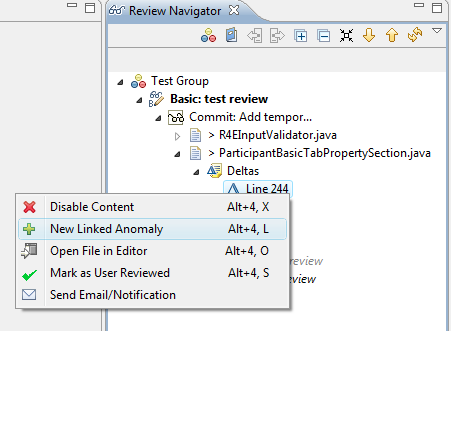 Review Navigator
Test Group
Basic: test review
Commit: Add tempor...
> R4EInputValidator.java
> ParticipantBasicTabPropertySection.java
Deltas
Line 244
Disable Content Alt+4, X
New Linked Anomaly Alt+4, L
Open File in Editor Alt+4, O
review
Mark as User Reviewed Alt+4, S
review
Send Email/Notification